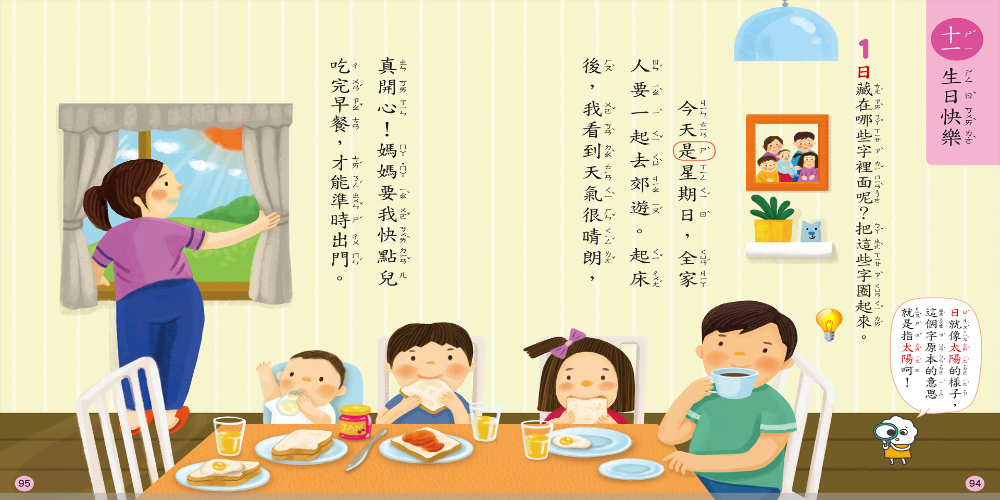 十一 生日快樂
1 日藏在哪些字裡面呢？把這些字圈起來。
日就像太陽的樣子，
這個字原本的意思
就是指太陽呵！
今天是星期日，全家
人要一起去郊遊。起床
後，我看到天氣很晴朗，
真開心！媽媽要我快點兒
吃完早餐，才能準時出門。
JAM
94
95